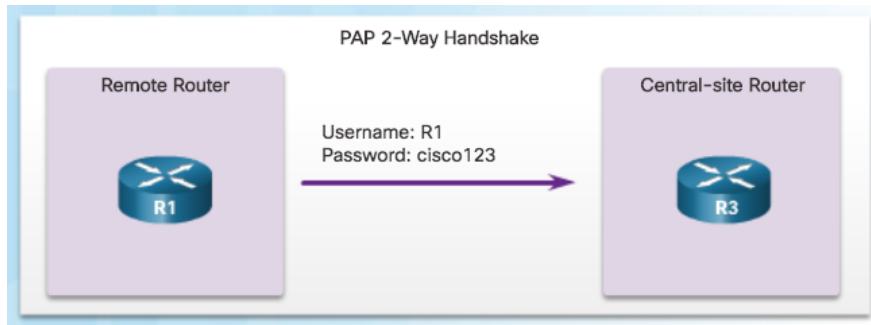 PAP 2-Way Handshake
Remote Router
Central-site Router
Username: R1
Password: cisco123
R1
R3